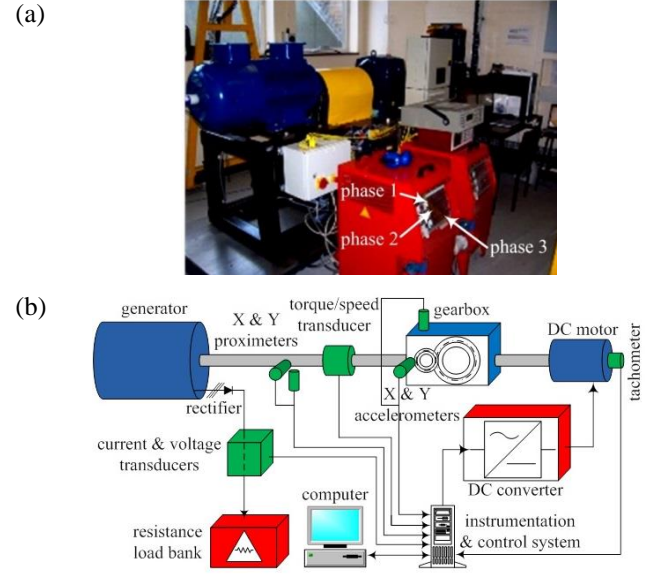 (a)
phase 1
phase 2
phase 3
(b)
generator
X & Y
proximeters
torque/speed
transducer
gearbox
DC motor
tachometer
rectifier
X & Y
accelerometers
current & voltage
transducers
DC converter
computer
resistance
load bank
instrumentation
& control system